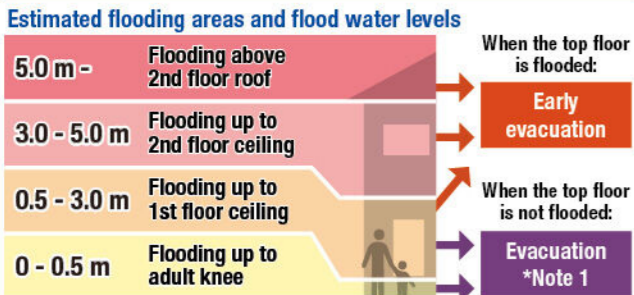 Estimated flooding areas and flood water levels
5.0 m -
Flooding above
2nd floor roof
3.0 - 5.0 m
Flooding up to
2nd floor ceiling
0.5 - 3.0 m
Flooding up to
1st floor ceiling
0 - 0.5 m
Flooding up to
adult knee
When the top floor
is flooded:
Early
evacuation
When the top floor
is not flooded:
Evacuation
*Note 1